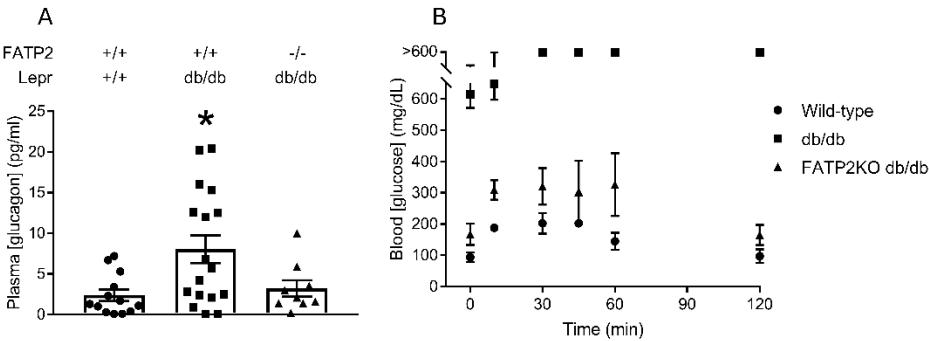 A
FATP2 +/+ +/+ -/-
Lepr +/+ db/db db/db
Plasma [glucagon] (pg/ml)
25
20
15
10
5
0
*
B
Blood [glucose] (mg/dL)
>600
600
500
400
300
200
100
0
0 30 60 90 120
Time (min)
Wild-type
db/db
FATP2KO db/db